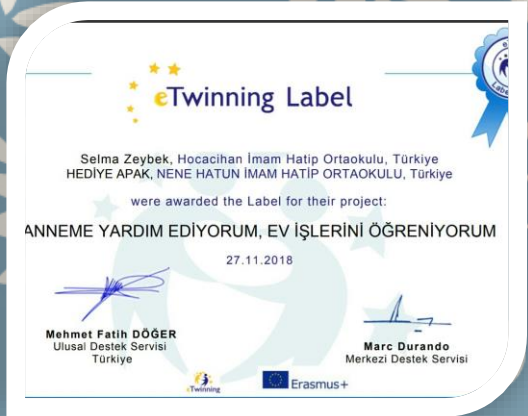 eTwinning Label
Selma Zeybek, Hocacihan İmam Hatip Ortaokulu, Türkiye
HEDİYE APAK, NENE HATUN İMAM HATİP ORTAOKULU, Türkiye
were awarded the Label for their project:
ANNEME YARDIM EDİYORUM, EV İŞLERİNİ ÖĞRENİYORUM
27.11.2018
Mehmet Fatih DÖĞER
Ulusal Destek Servisi
Türkiye
Marc Durando
Merkezi Destek Servisi
eTwinning
Erasmus+